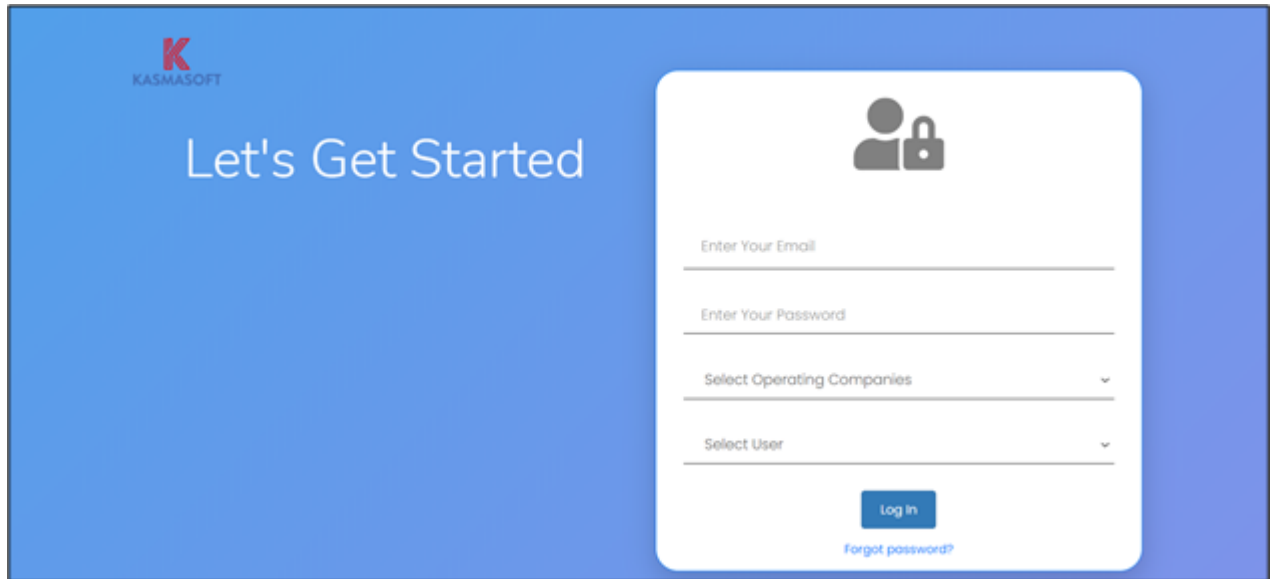 K
KASMASOFT
Let's Get Started
Enter Your Email
Enter Your Password
Select Operating Companies
Select User
Log In
Forgot password?